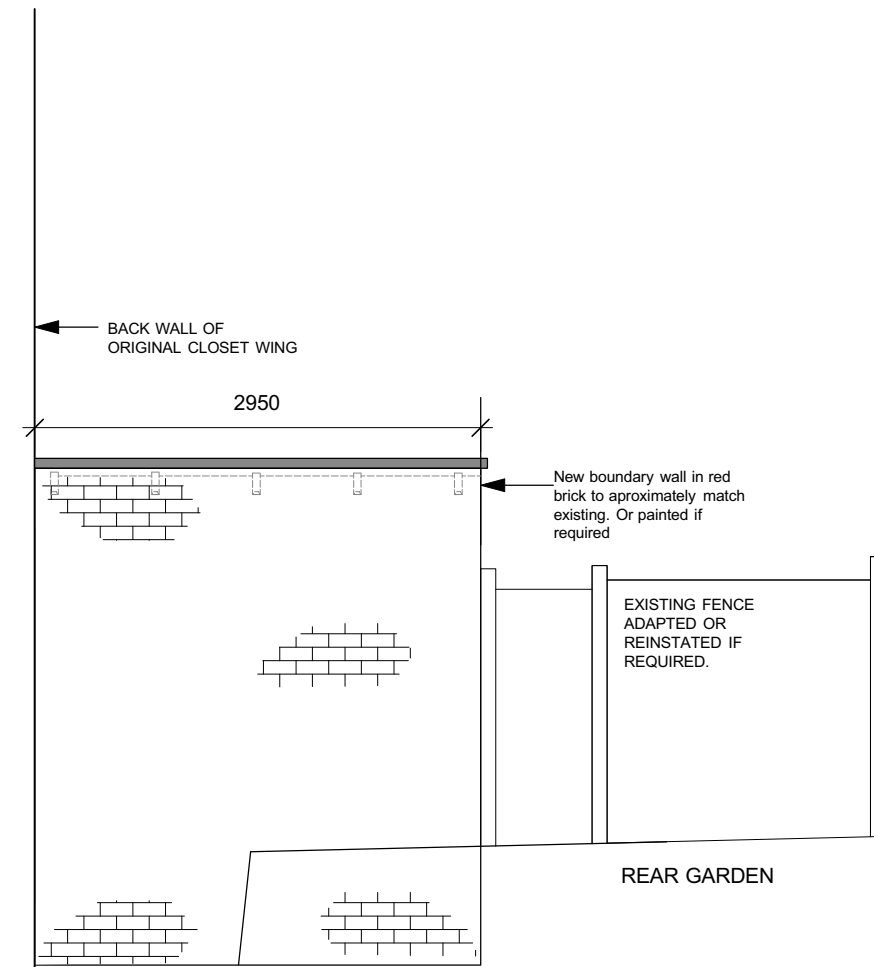 BACK WALL OF
ORIGINAL CLOSET WING
2950
New boundary wall in red
brick to aproximately match
existing. Or painted if
required
EXISTING FENCE
ADAPTED OR
REINSTATED IF
REQUIRED.
REAR GARDEN